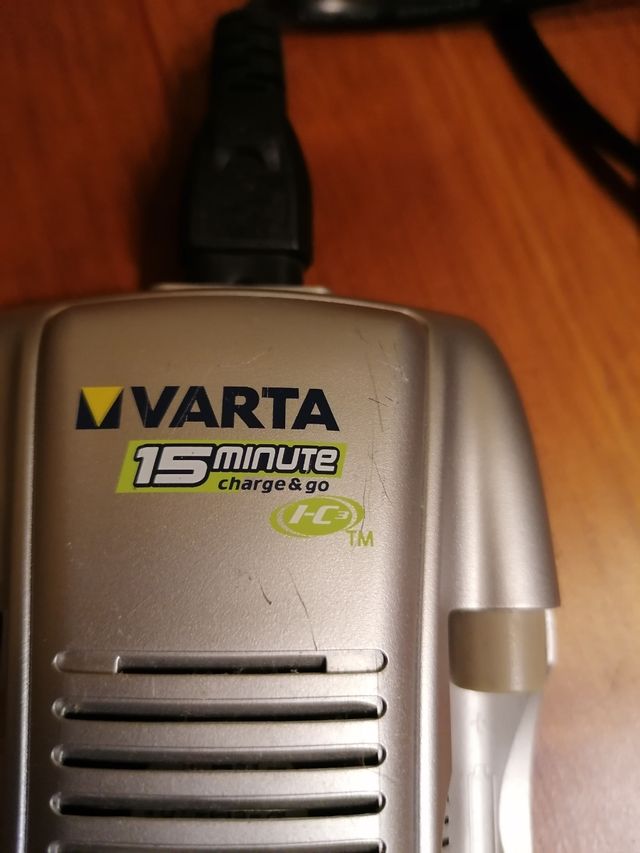 VARTA
15 MINUTE
charge & go
I-C³
TM